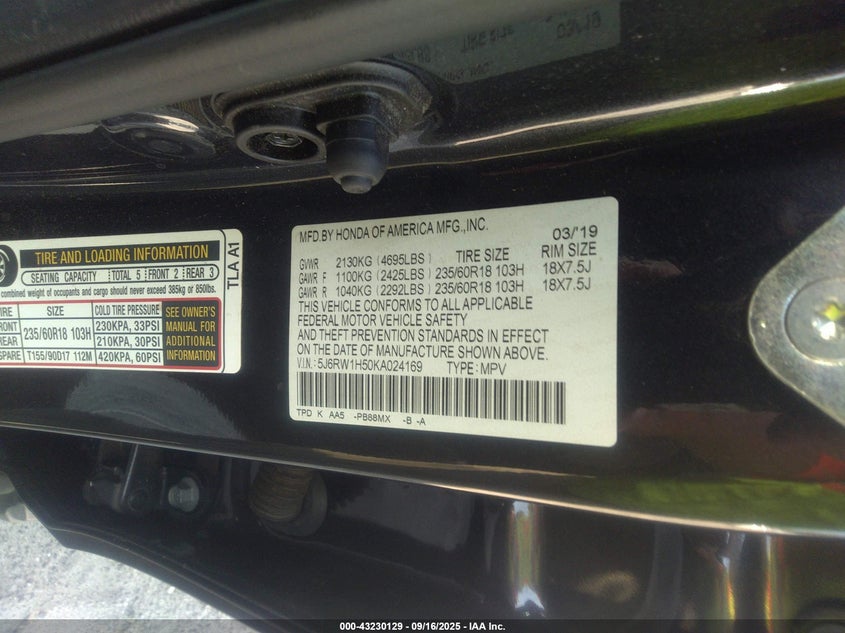 TIRE AND LOADING INFORMATION
SEATING CAPACITY TOTAL 5 FRONT 2 REAR 3
combined weight of occupants and cargo should never exceed 385kg or 850lbs.
SIZE COLD TIRE PRESSURE
235/60R18 103H 230KPA, 33PSI
210KPA, 30PSI
T155/90D17 112M 420KPA, 60PSI
SEE OWNER'S
MANUAL FOR
ADDITIONAL
INFORMATION
TLA A1
MFD.BY HONDA OF AMERICA MFG.,INC. 03/'19
GVWR 2130KG (4695LBS) TIRE SIZE RIM SIZE
GAWR F 1100KG (2425LBS) 235/60R18 103H 18X7.5J
GAWR R 1040KG (2292LBS) 235/60R18 103H 18X7.5J
THIS VEHICLE CONFORMS TO ALL APPLICABLE
FEDERAL MOTOR VEHICLE SAFETY
AND THEFT PREVENTION STANDARDS IN EFFECT
ON THE DATE OF MANUFACTURE SHOWN ABOVE.
V.I.N.: 5J6RW1H50KA024169 TYPE: MPV
TPD K AA5 -PB88MX -B -A
000-43230129 - 09/16/2025 - IAA Inc.